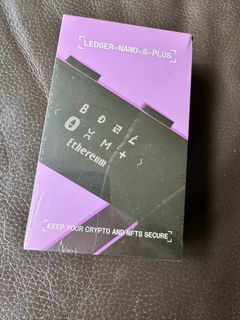 LEDGER-NANO-S-PLUS
Ethereum
KEEP YOUR CRYPTO AND NFTS SECURE